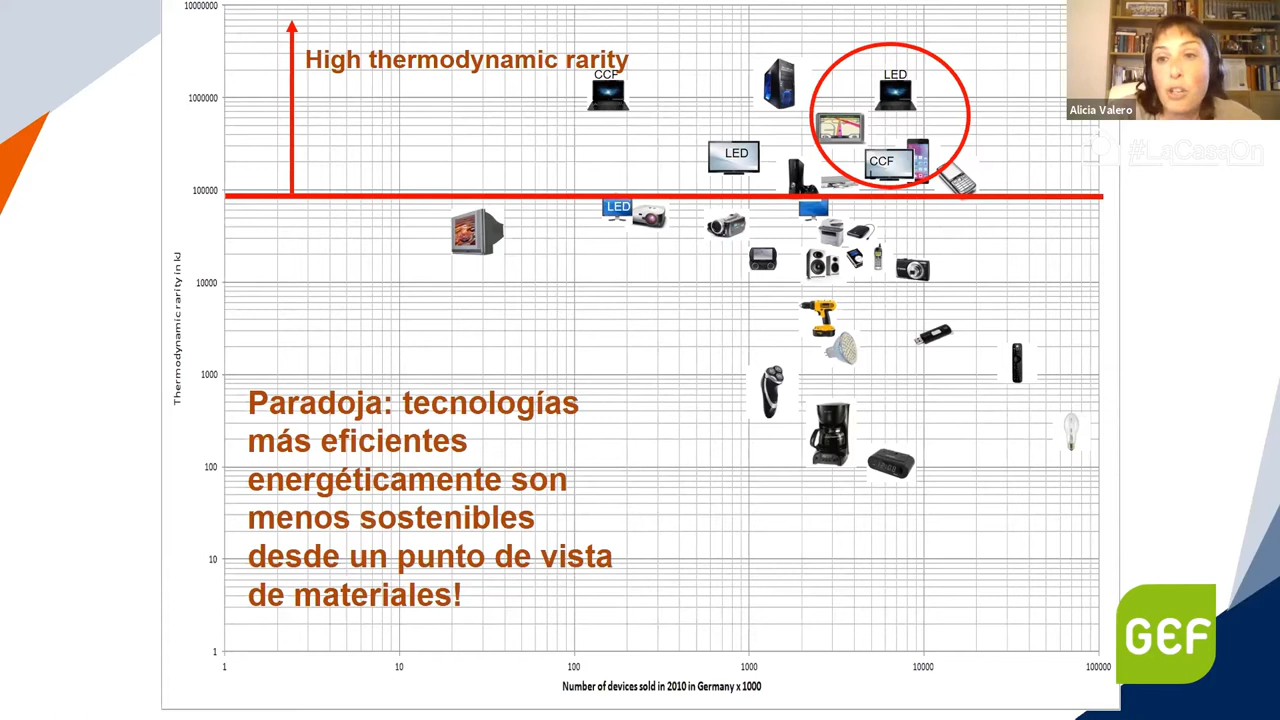 10000000
High thermodynamic rarity
CCF
LED
Alicia Valero
1000000
#LaCasaOn
LED
CCF
100000
LED
Thermodynamic rarity in kJ
10000
1000
Paradoja: tecnologías
más eficientes
energéticamente son
menos sostenibles
desde un punto de vista
de materiales!
100
10
1
GEF
1
10
100
1000
10000
100000
Number of devices sold in 2010 in Germany x 1000